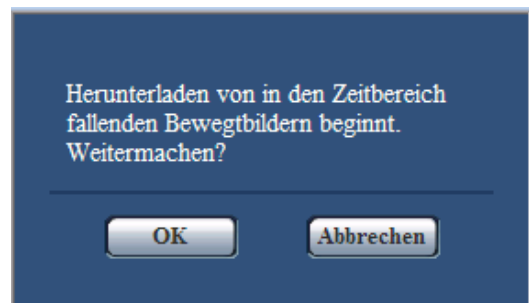 Herunterladen von in den Zeitbereich
fallenden Bewegtbildern beginnt.
Weitermachen?
OK
Abbrechen